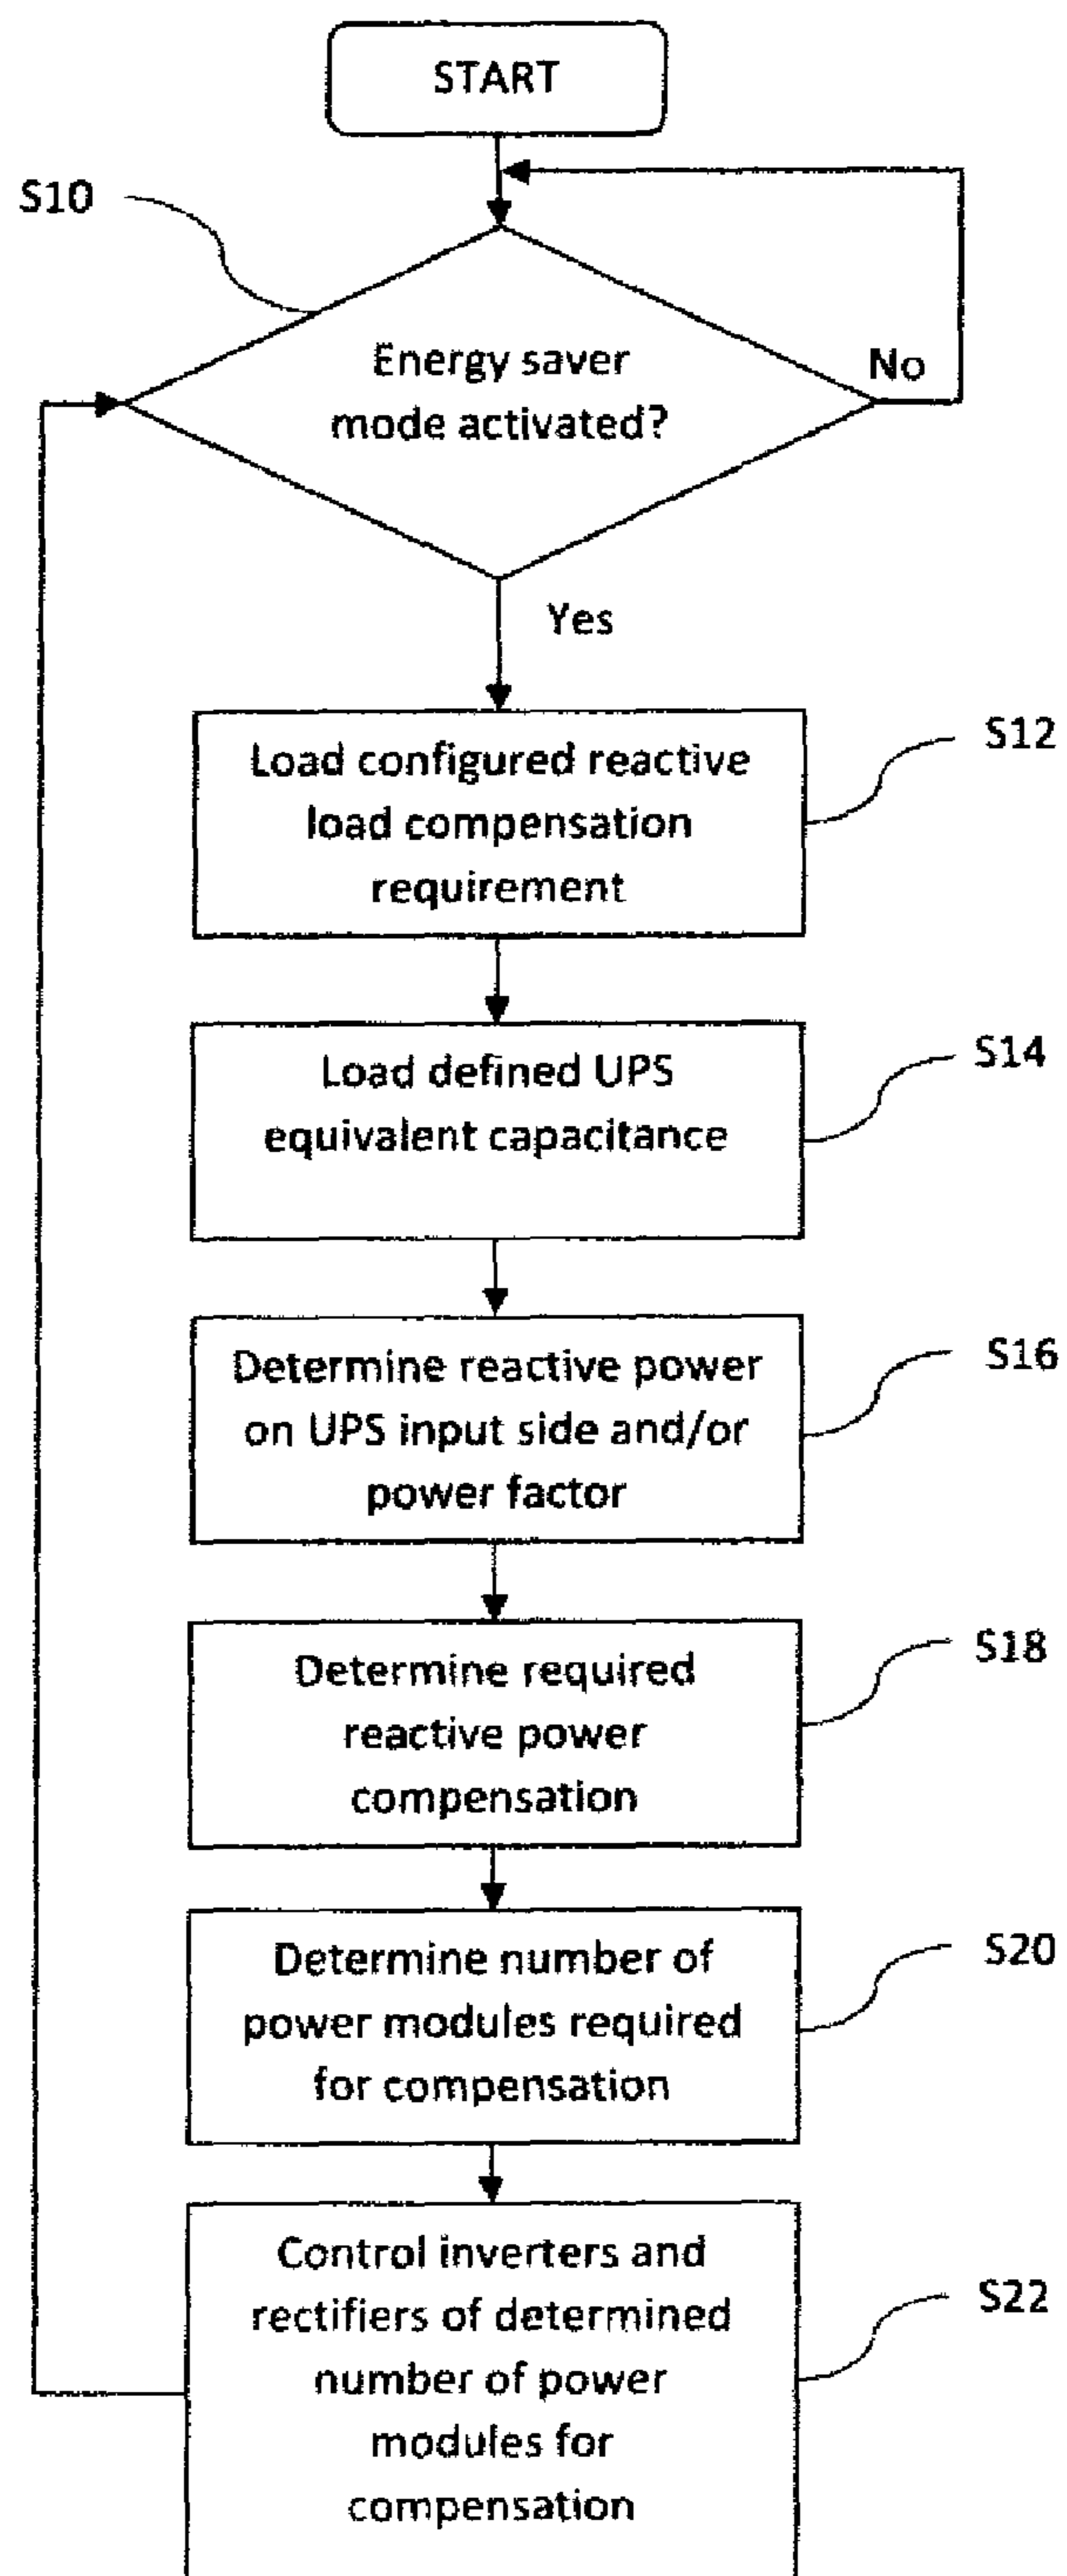 START
S10
Energy saver
mode activated?
No
Yes
Load configured reactive
load compensation
requirement
S12
Load defined UPS
equivalent capacitance
S14
Determine reactive power
on UPS input side and/or
power factor
S16
Determine required
reactive power
compensation
S18
Determine number of
power modules required
for compensation
S20
Control inverters and
rectifiers of determined
number of power
modules for
compensation
S22